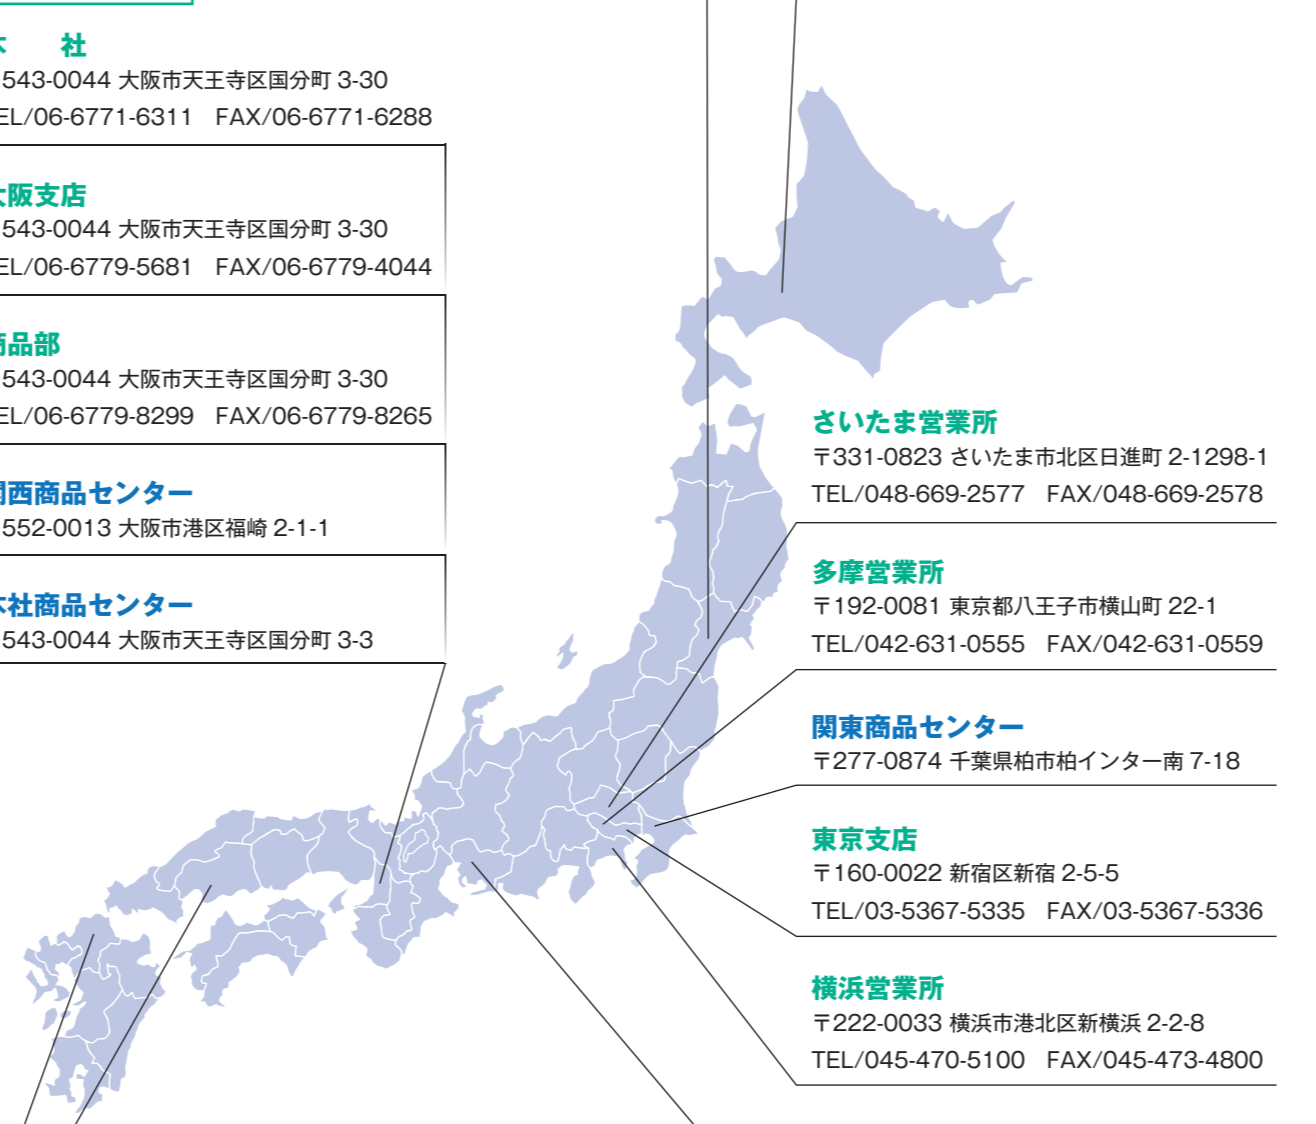 本　社
543-0044 大阪市天王寺区国分町 3-30
TEL/06-6771-6311　FAX/06-6771-6288
大阪支店
543-0044 大阪市天王寺区国分町 3-30
TEL/06-6779-5681　FAX/06-6779-4044
商品部
543-0044 大阪市天王寺区国分町 3-30
TEL/06-6779-8299　FAX/06-6779-8265
関西商品センター
552-0013 大阪市港区福崎 2-1-1
本社商品センター
543-0044 大阪市天王寺区国分町 3-3
さいたま営業所
〒331-0823 さいたま市北区日進町 2-1298-1
TEL/048-669-2577　FAX/048-669-2578
多摩営業所
〒192-0081 東京都八王子市横山町 22-1
TEL/042-631-0555　FAX/042-631-0559
関東商品センター
〒277-0874 千葉県柏市柏インター南 7-18
東京支店
〒160-0022 新宿区新宿 2-5-5
TEL/03-5367-5335　FAX/03-5367-5336
横浜営業所
〒222-0033 横浜市港北区新横浜 2-2-8
TEL/045-470-5100　FAX/045-473-4800